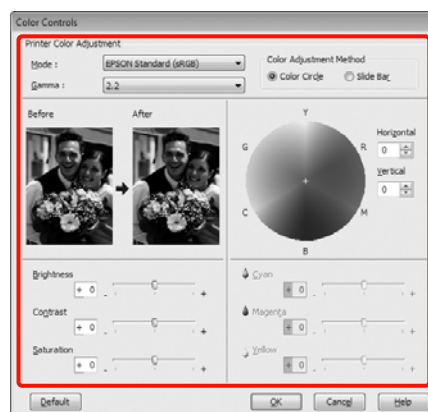 Color Controls
Printer Color Adjustment
Mode : EPSON Standard (sRGB)
Gamma : 2.2
Color Adjustment Method
Color Circle Slide Bar
Before After
Y
G R
C M
B
Horizontal
0
Vertical
0
Brightness
+ 0 - +
Contrast
+ 0 - +
Saturation
+ 0 - +
Cyan
+ 0 - +
Magenta
+ 0 - +
Yellow
+ 0 - +
Default OK Cancel Help